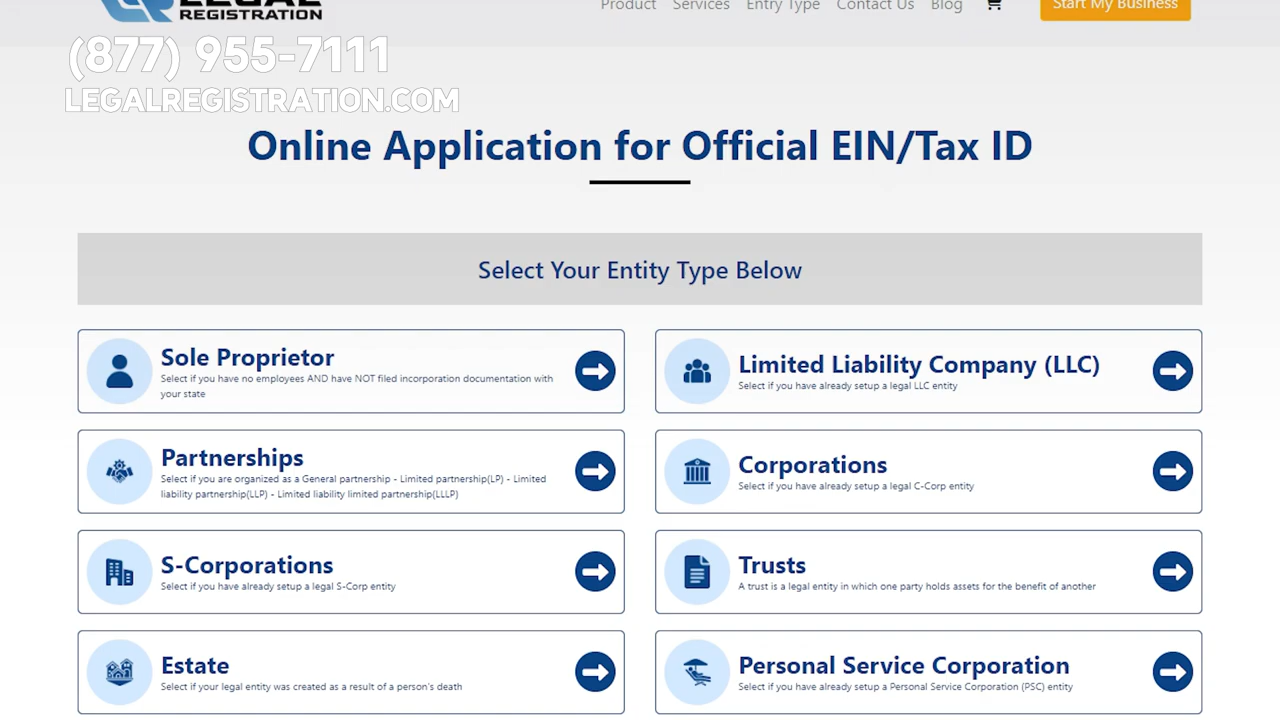 LEGAL
REGISTRATION
Product Services Entry Type Contact Us Blog Start My Business
(877) 955-7111
LEGALREGISTRATION.COM
Online Application for Official EIN/Tax ID
Select Your Entity Type Below
Sole Proprietor
Select if you have no employees AND have NOT filed incorporation documentation with
your state
Limited Liability Company (LLC)
Select if you have already setup a legal LLC entity
Partnerships
Select if you are organized as a General partnership - Limited partnership(LP) - Limited
liability partnership(LLP) - Limited liability limited partnership(LLLP)
Corporations
Select if you have already setup a legal C-Corp entity
S-Corporations
Select if you have already setup a legal S-Corp entity
Trusts
A trust is a legal entity in which one party holds assets for the benefit of another
Estate
Select if your legal entity was created as a result of a person's death
Personal Service Corporation
Select if you have already setup a Personal Service Corporation (PSC) entity